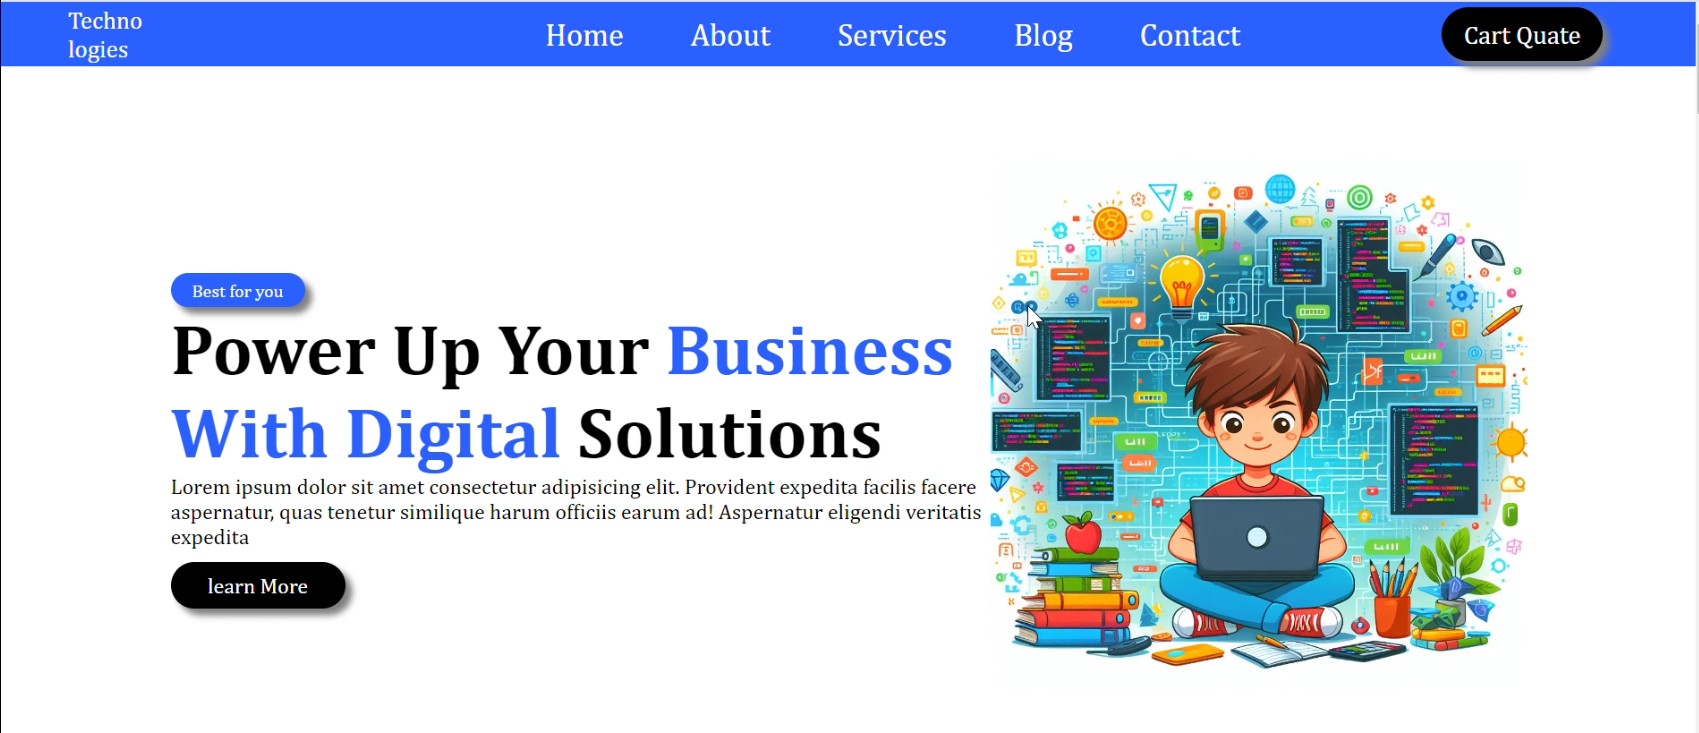 Techno
logies
Home About Services Blog Contact
Cart Quate
Best for you
Power Up Your Business
With Digital Solutions
Lorem ipsum dolor sit amet consectetur adipisicing elit. Provident expedita facilis facere
aspernatur, quas tenetur similique harum officiis earum ad! Aspernatur eligendi veritatis
expedita
learn More